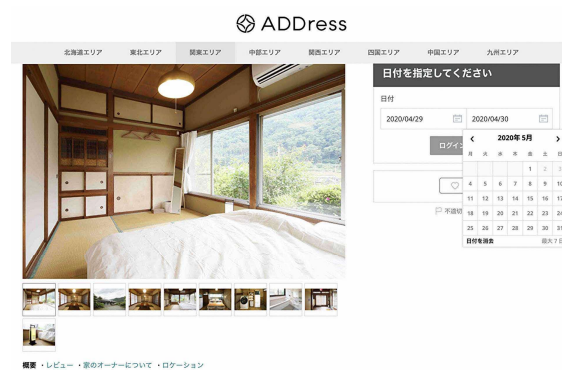 ADDress
北海道エリア 東北エリア 関東エリア 中部エリア 関西エリア 四国エリア 中国エリア 九州エリア
日付を指定してください
日付
2020/04/29 2020/04/30
ログイン
2020年 5月
月 火 水 木 金 土 日
1 2 3
4 5 6 7 8 9 10
11 12 13 14 15 16 17
18 19 20 21 22 23 24
25 26 27 28 29 30 31
日付を消去 最大 7 日
不適切
概要 ・レビュー ・家のオーナーについて ・ロケーション